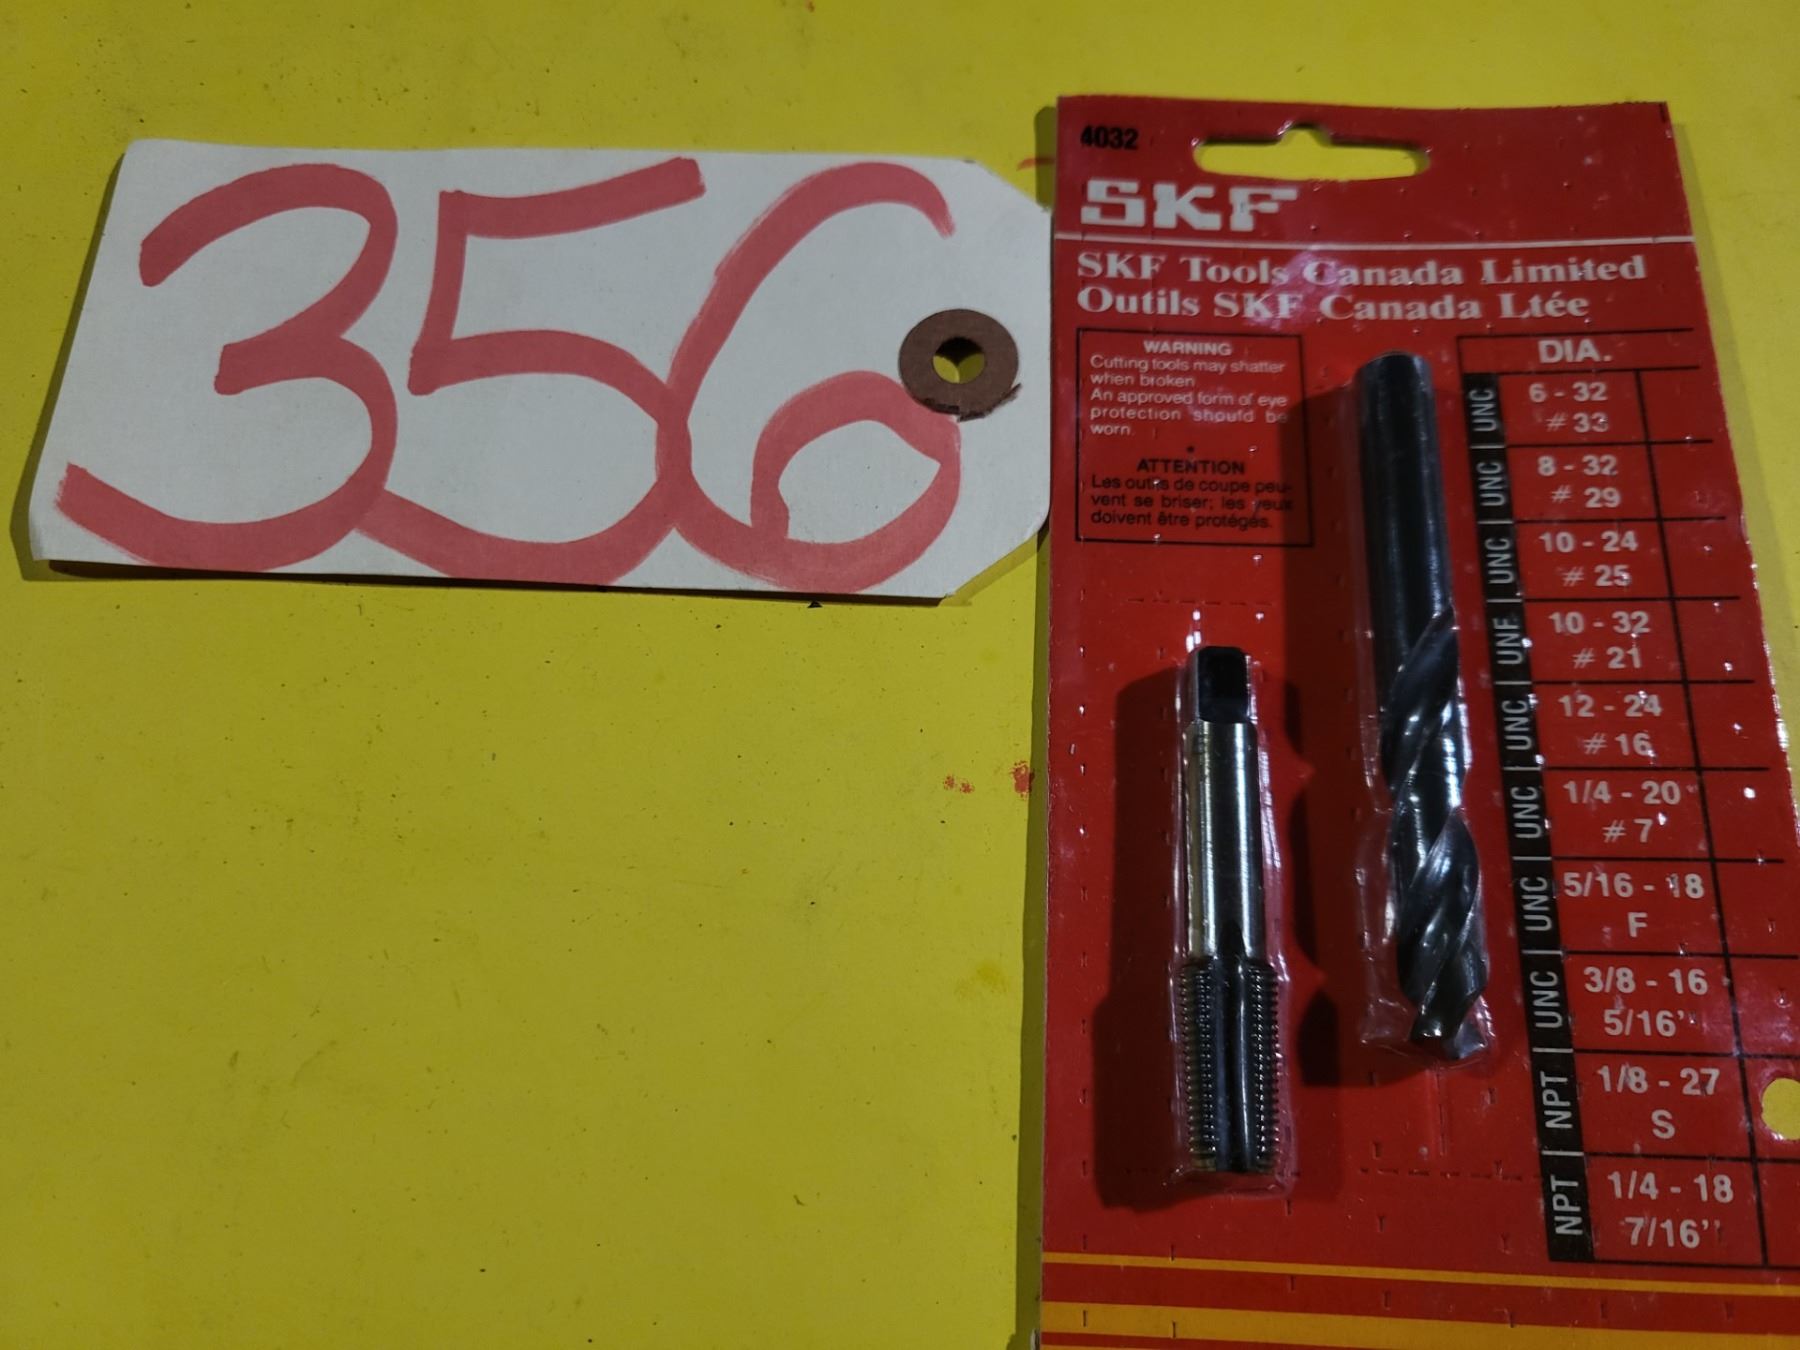 356
4032
SKF
SKF Tools Canada Limited
Outils SKF Canada Ltée
WARNING
Cutting tools may shatter
when broken
An approved form of eye
protection should be
worn.
ATTENTION
Les outils de coupe peu-
vent se briser; les yeux
doivent être protégés.
DIA.
UNC
6 - 32
# 33
UNC
8 - 32
# 29
UNC
10 - 24
# 25
UNF
10 - 32
# 21
UNC
12 - 24
# 16
UNC
1/4 - 20
# 7
UNC
5/16 - 18
F
UNC
3/8 - 16
5/16"
NPT
1/8 - 27
S
NPT
1/4 - 18
7/16"